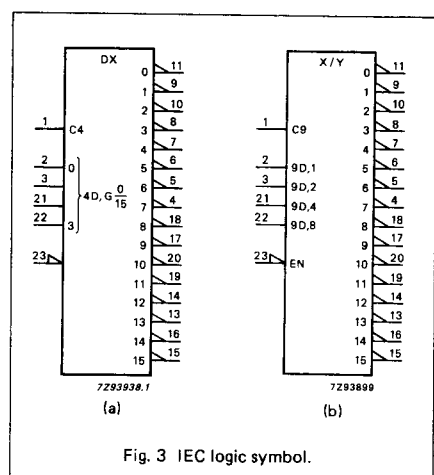 DX
1 C4
2 0
3
21
22 3
4D,G 0/15
23
0 11
1 9
2 10
3 8
4 7
5 6
6 5
7 4
8 18
9 17
10 20
11 19
12 14
13 13
14 16
15 15
7Z93938.1
(a)
X/Y
1 C9
2 9D,1
3 9D,2
21 9D,4
22 9D,8
23 EN
0 11
1 9
2 10
3 8
4 7
5 6
6 5
7 4
8 18
9 17
10 20
11 19
12 14
13 13
14 16
15 15
7Z93899
(b)
Fig. 3 IEC logic symbol.